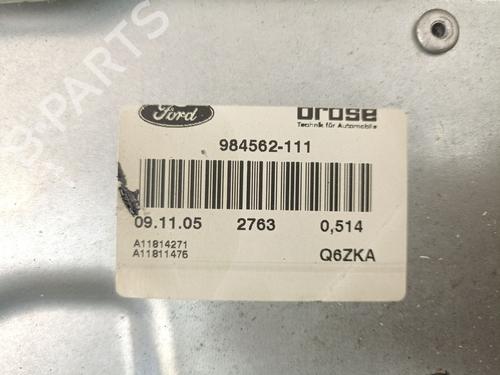 Ford brose
Technik für Automobile
984562-111
09.11.05 2763 0,514
A11814271
A11811476
Q6ZKA
PARTS